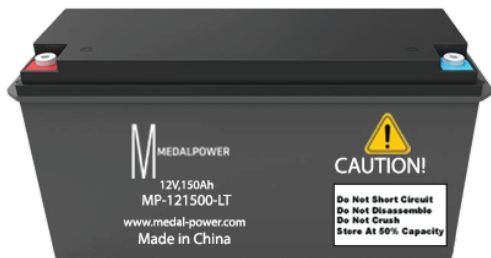 M MEDALPOWER
12V,150Ah
MP-121500-LT
www.medal-power.com
Made in China
CAUTION!
Do Not Short Circuit
Do Not Disassemble
Do Not Crush
Store At 50% Capacity